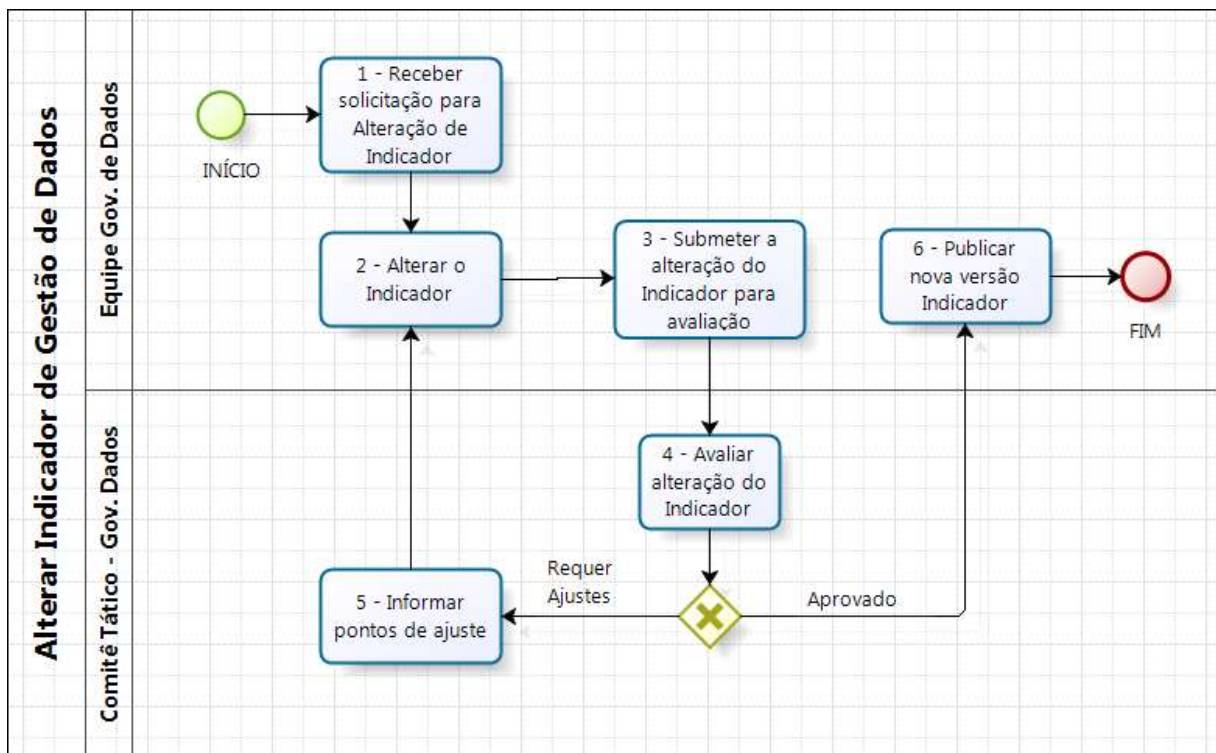 Alterar Indicador de Gestão de Dados
Equipe Gov. de Dados
INÍCIO
1 - Receber
solicitação para
Alteração de
Indicador
2 - Alterar o
Indicador
3 - Submeter a
alteração do
Indicador para
avaliação
6 - Publicar
nova versão
Indicador
FIM
Comitê Tático - Gov. Dados
4 - Avaliar
alteração do
Indicador
Requer
Ajustes
Aprovado
5 - Informar
pontos de ajuste